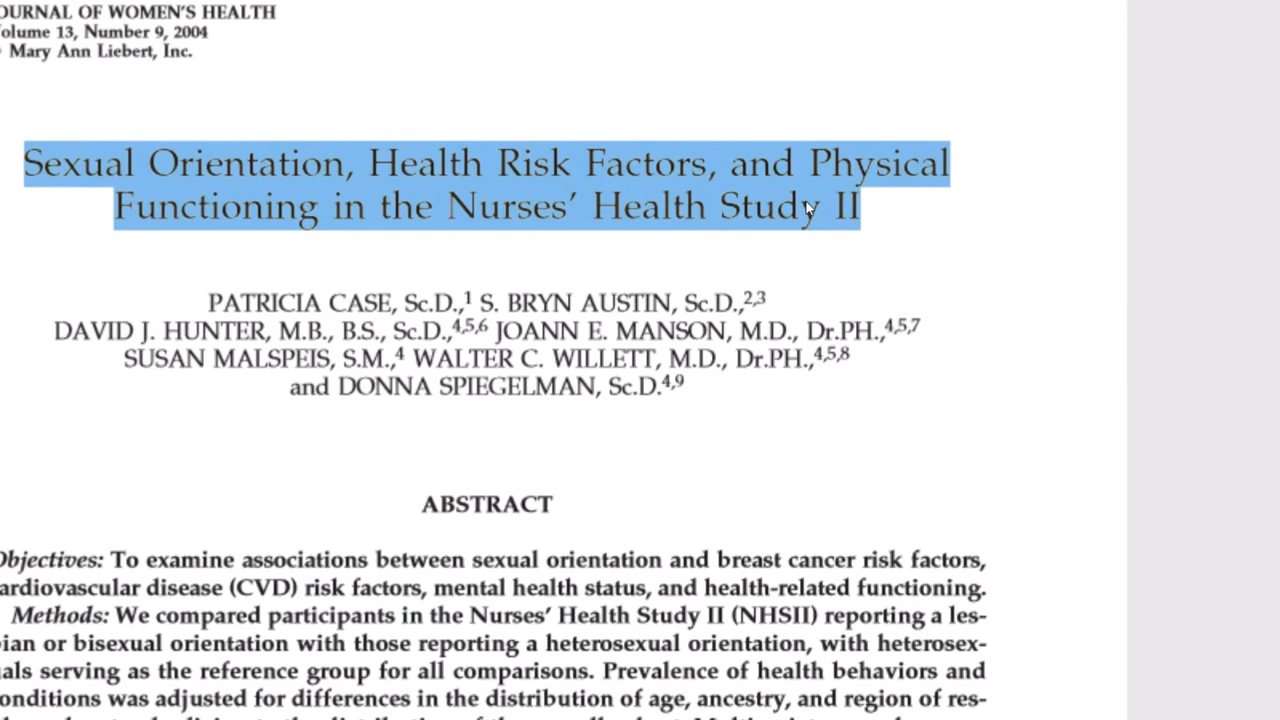 OURNAL OF WOMEN'S HEALTH
olume 13, Number 9, 2004
Mary Ann Liebert, Inc.
Sexual Orientation, Health Risk Factors, and Physical
Functioning in the Nurses' Health Study II
PATRICIA CASE, Sc.D.,1 S. BRYN AUSTIN, Sc.D.,2,3
DAVID J. HUNTER, M.B., B.S., Sc.D.,4,5,6 JOANN E. MANSON, M.D., Dr.PH.,4,5,7
SUSAN MALSPEIS, S.M.,4 WALTER C. WILLETT, M.D., Dr.PH.,4,5,8
and DONNA SPIEGELMAN, Sc.D.4,9
ABSTRACT
Objectives: To examine associations between sexual orientation and breast cancer risk factors,
ardiovascular disease (CVD) risk factors, mental health status, and health-related functioning.
Methods: We compared participants in the Nurses' Health Study II (NHSII) reporting a les-
bian or bisexual orientation with those reporting a heterosexual orientation, with heterosex-
uals serving as the reference group for all comparisons. Prevalence of health behaviors and
onditions was adjusted for differences in the distribution of age, ancestry, and region of res-